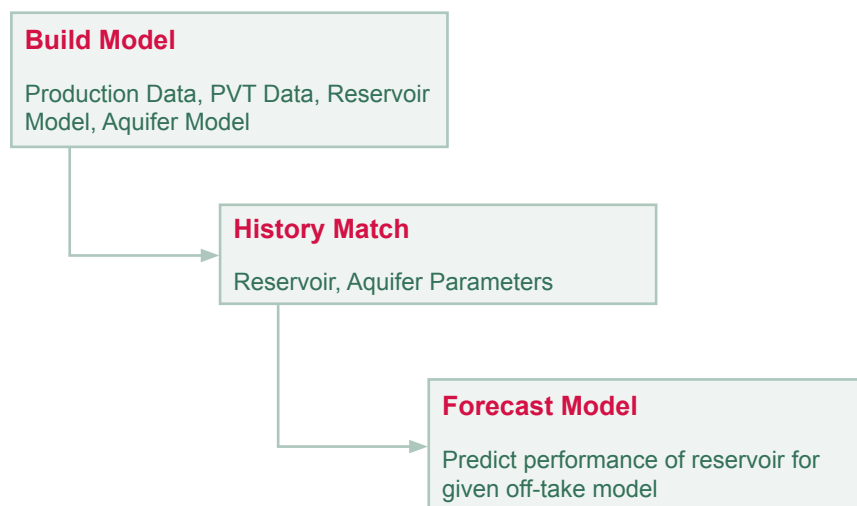 Build Model
Production Data, PVT Data, Reservoir
Model, Aquifer Model
History Match
Reservoir, Aquifer Parameters
Forecast Model
Predict performance of reservoir for
given off-take model